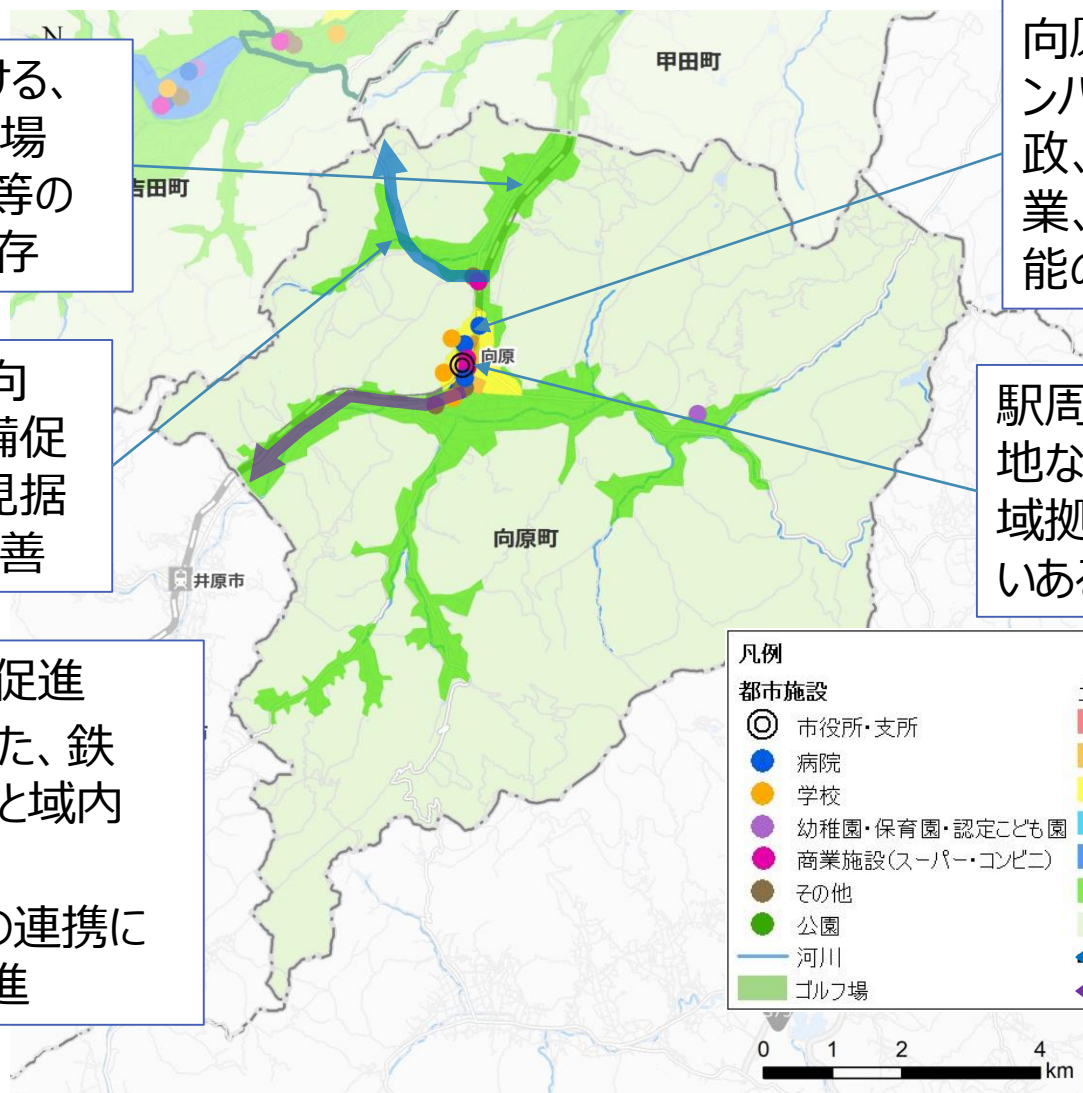 N
ける、
場
等の
存
向
備促
見据
善
促進
た、鉄
と域内
の連携に
進
甲田町
吉田町
向原
向原町
井原市
向原
ンパ
政、
業、
能の
駅周
地な
域拠
いある
凡例
都市施設
市役所・支所
病院
学校
幼稚園・保育園・認定こども園
商業施設(スーパー・コンビニ)
その他
公園
河川
ゴルフ場
0 1 2 4
km